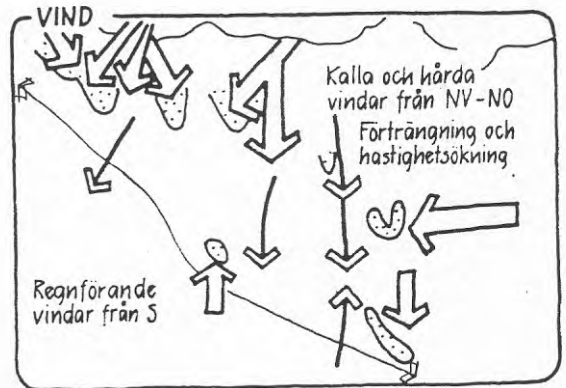 VIND
Kalla och hårda
vindar från NV-NO
Förträngning och
hastighetsökning
Regnförande
vindar från S